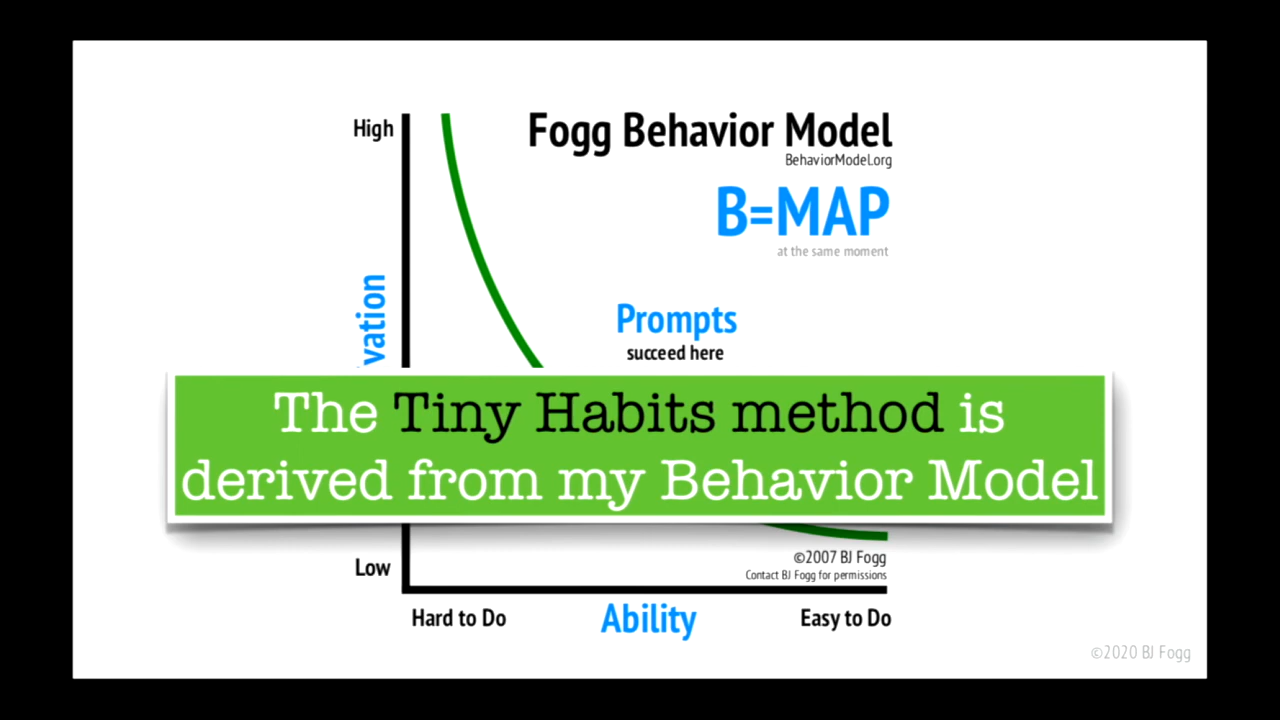 High
Fogg Behavior Model
BehaviorModel.org
B=MAP
at the same moment
Prompts
succeed here
The Tiny Habits method is
derived from my Behavior Model
©2007 BJ Fogg
Contact BJ Fogg for permissions
Low
Hard to Do
Ability
Easy to Do
©2020 BJ Fogg